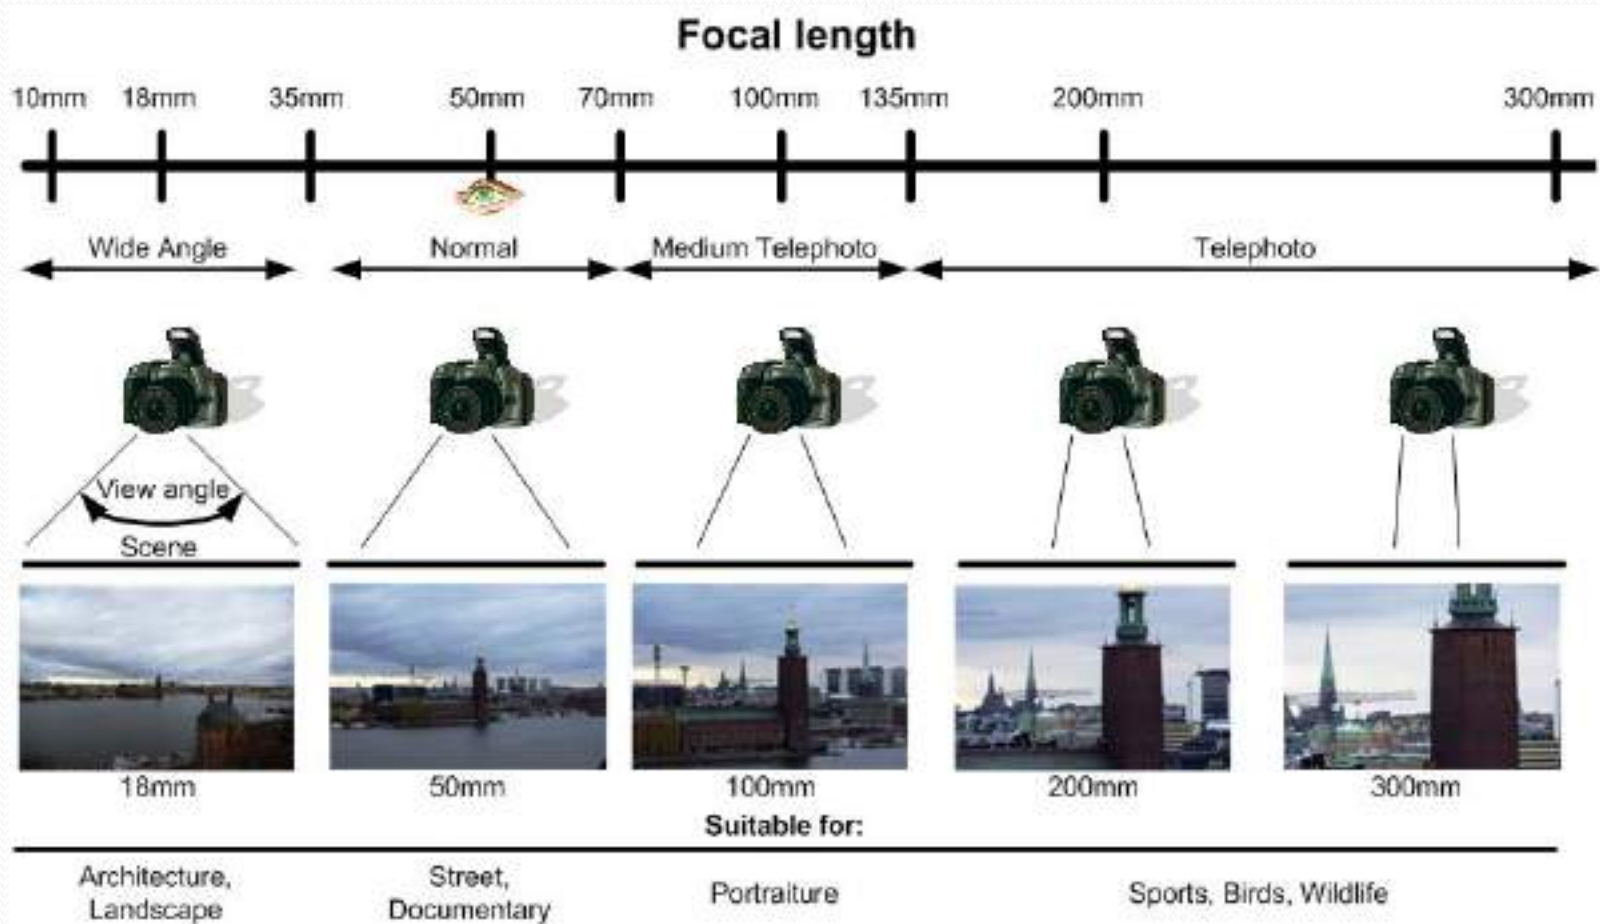 Focal length
10mm 18mm 35mm 50mm 70mm 100mm 135mm 200mm 300mm
Wide Angle Normal Medium Telephoto Telephoto
View angle
Scene
18mm 50mm 100mm 200mm 300mm
Suitable for:
Architecture, Street, Portraiture Sports, Birds, Wildlife
Landscape Documentary